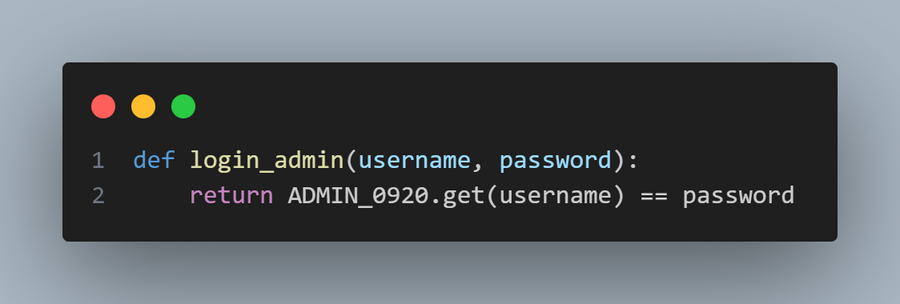 1 def login_admin(username, password):
2     return ADMIN_0920.get(username) == password